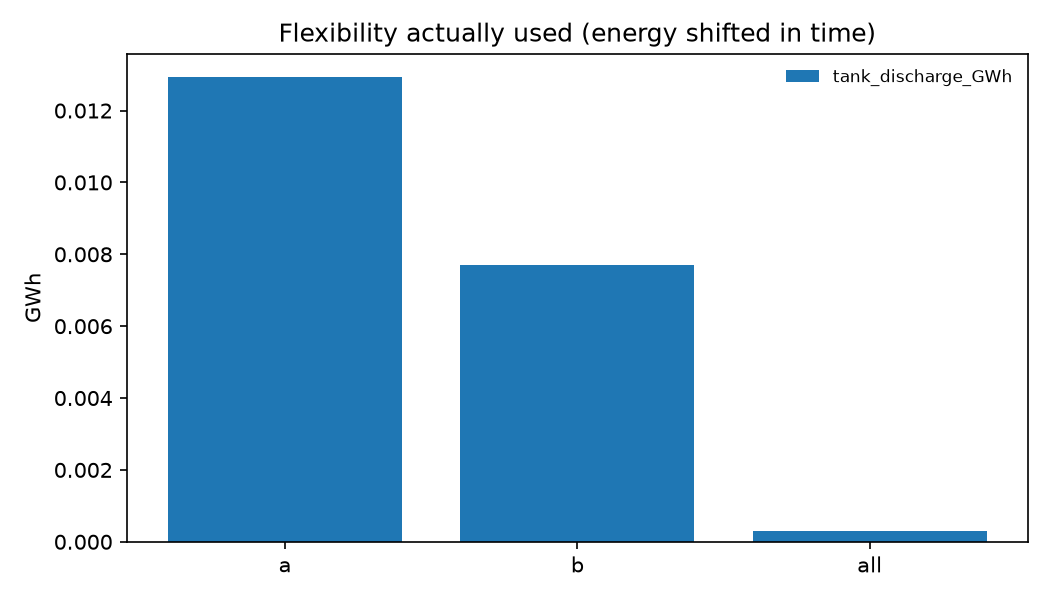 Flexibility actually used (energy shifted in time)
tank_discharge_GWh
0.012
0.010
0.008
0.006
0.004
0.002
0.000
GWh
a
b
all